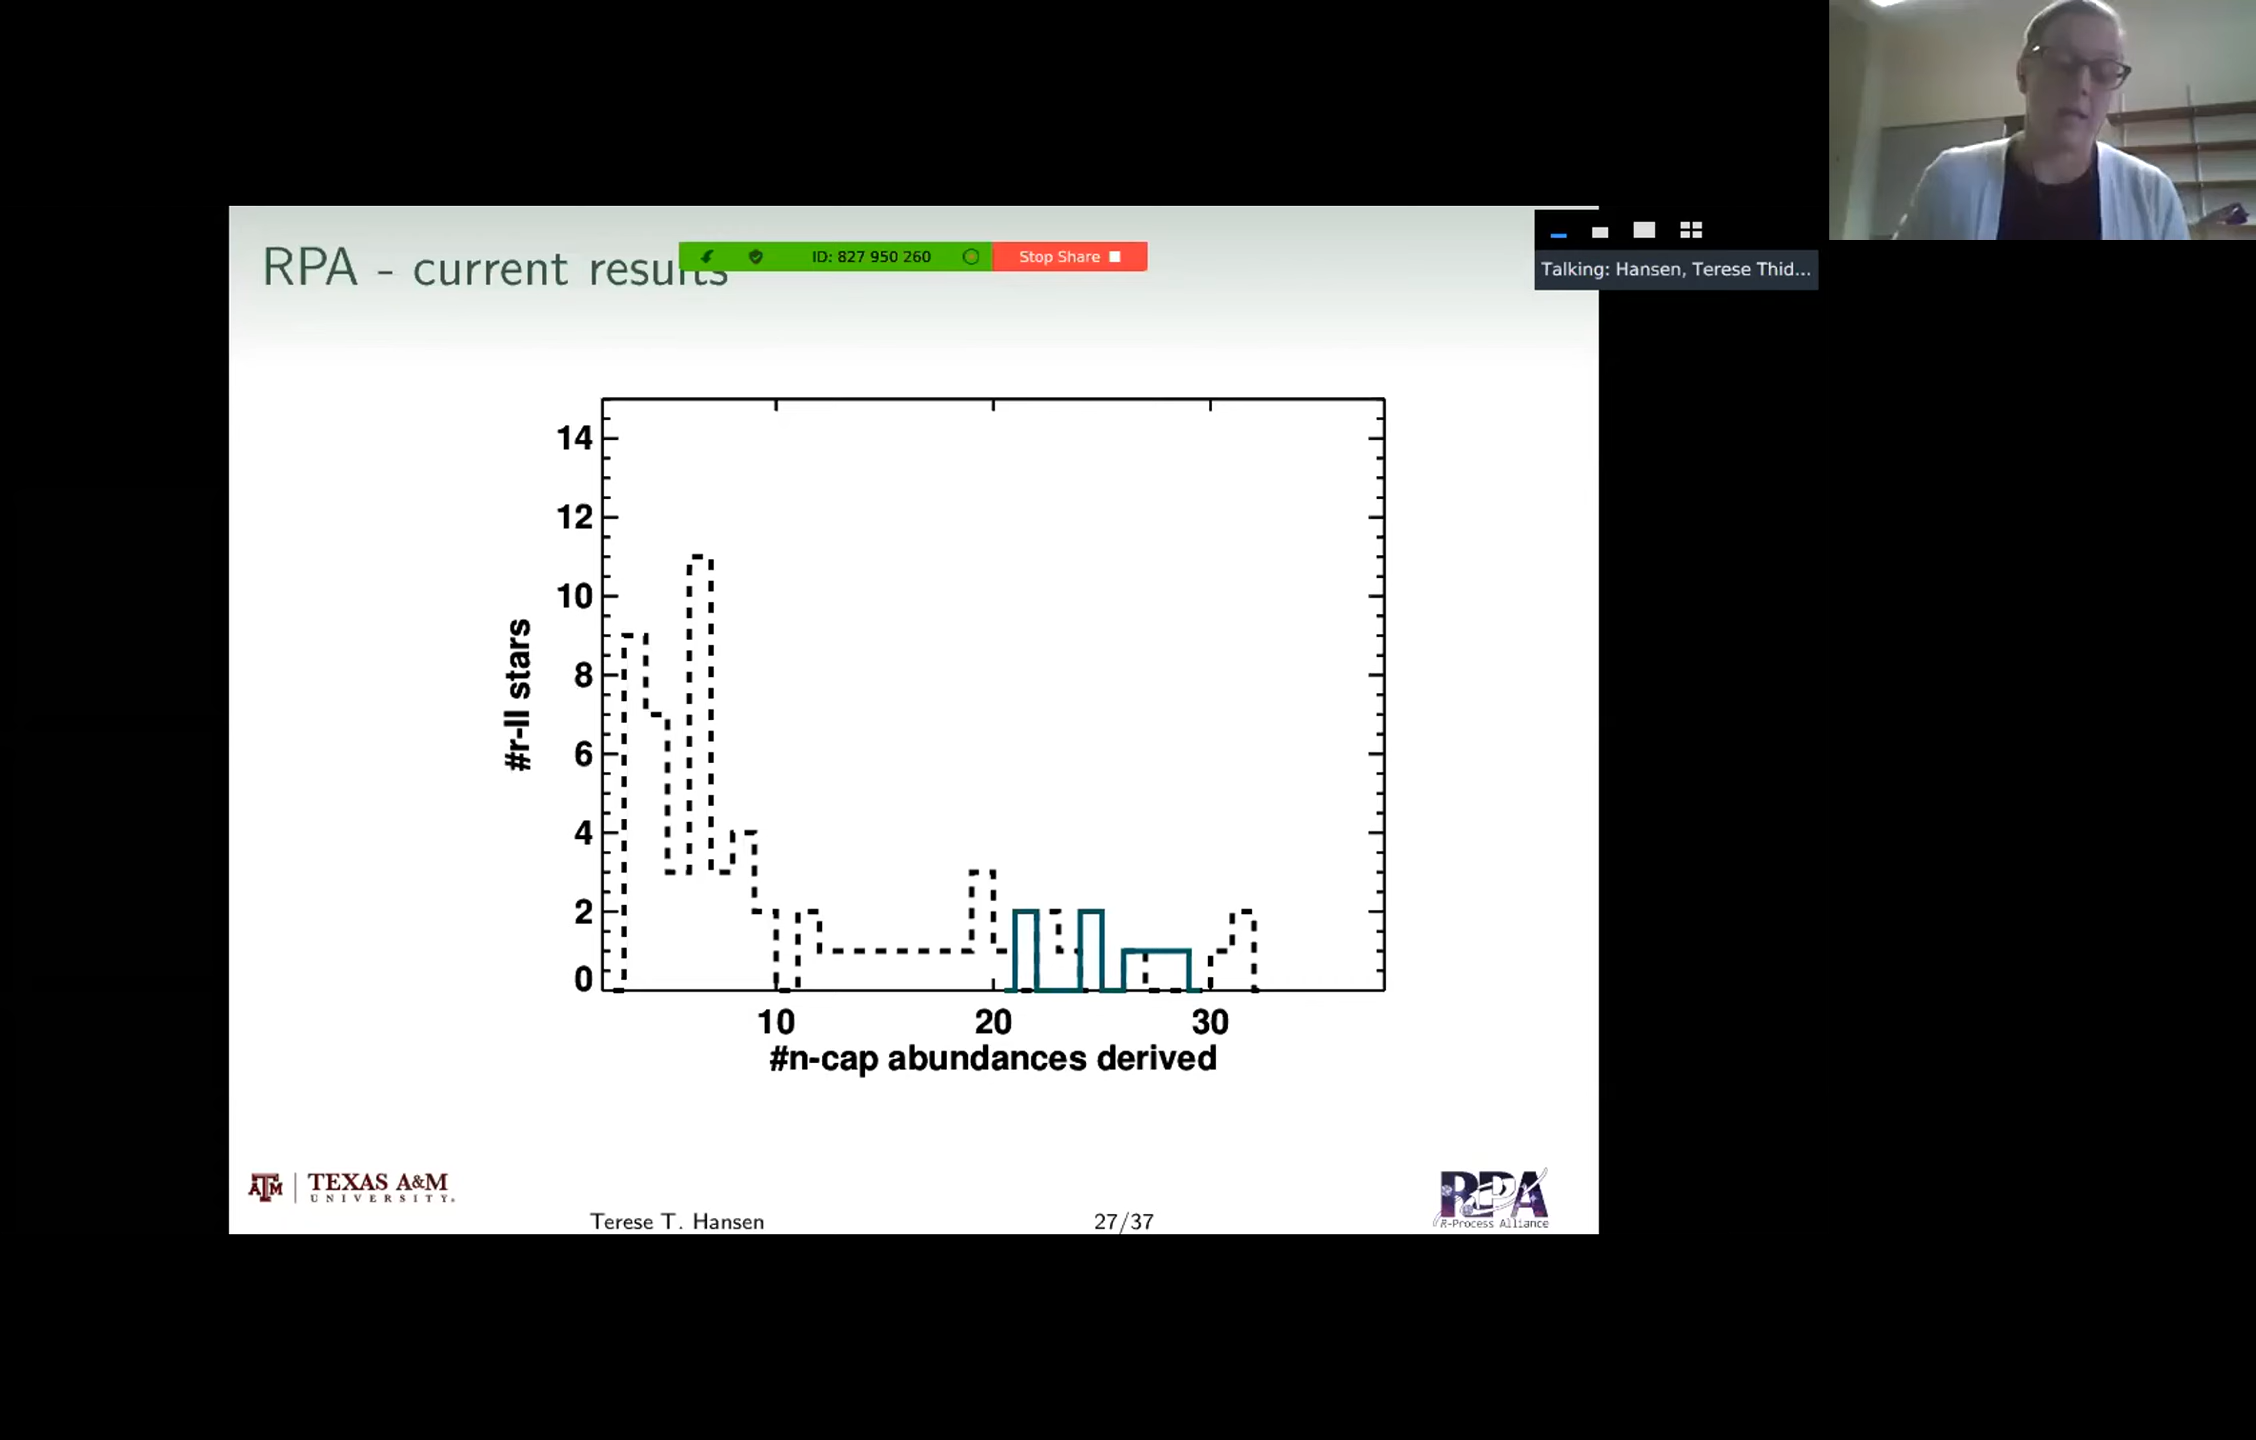 RPA - current results
ID: 827 950 260
Stop Share
Talking: Hansen, Terese Thid...
14
12
10
8
6
4
2
0
#r-II stars
10 20 30
#n-cap abundances derived
ATM TEXAS A&M
UNIVERSITY.
RPA
R-Process Alliance
Terese T. Hansen 27/37